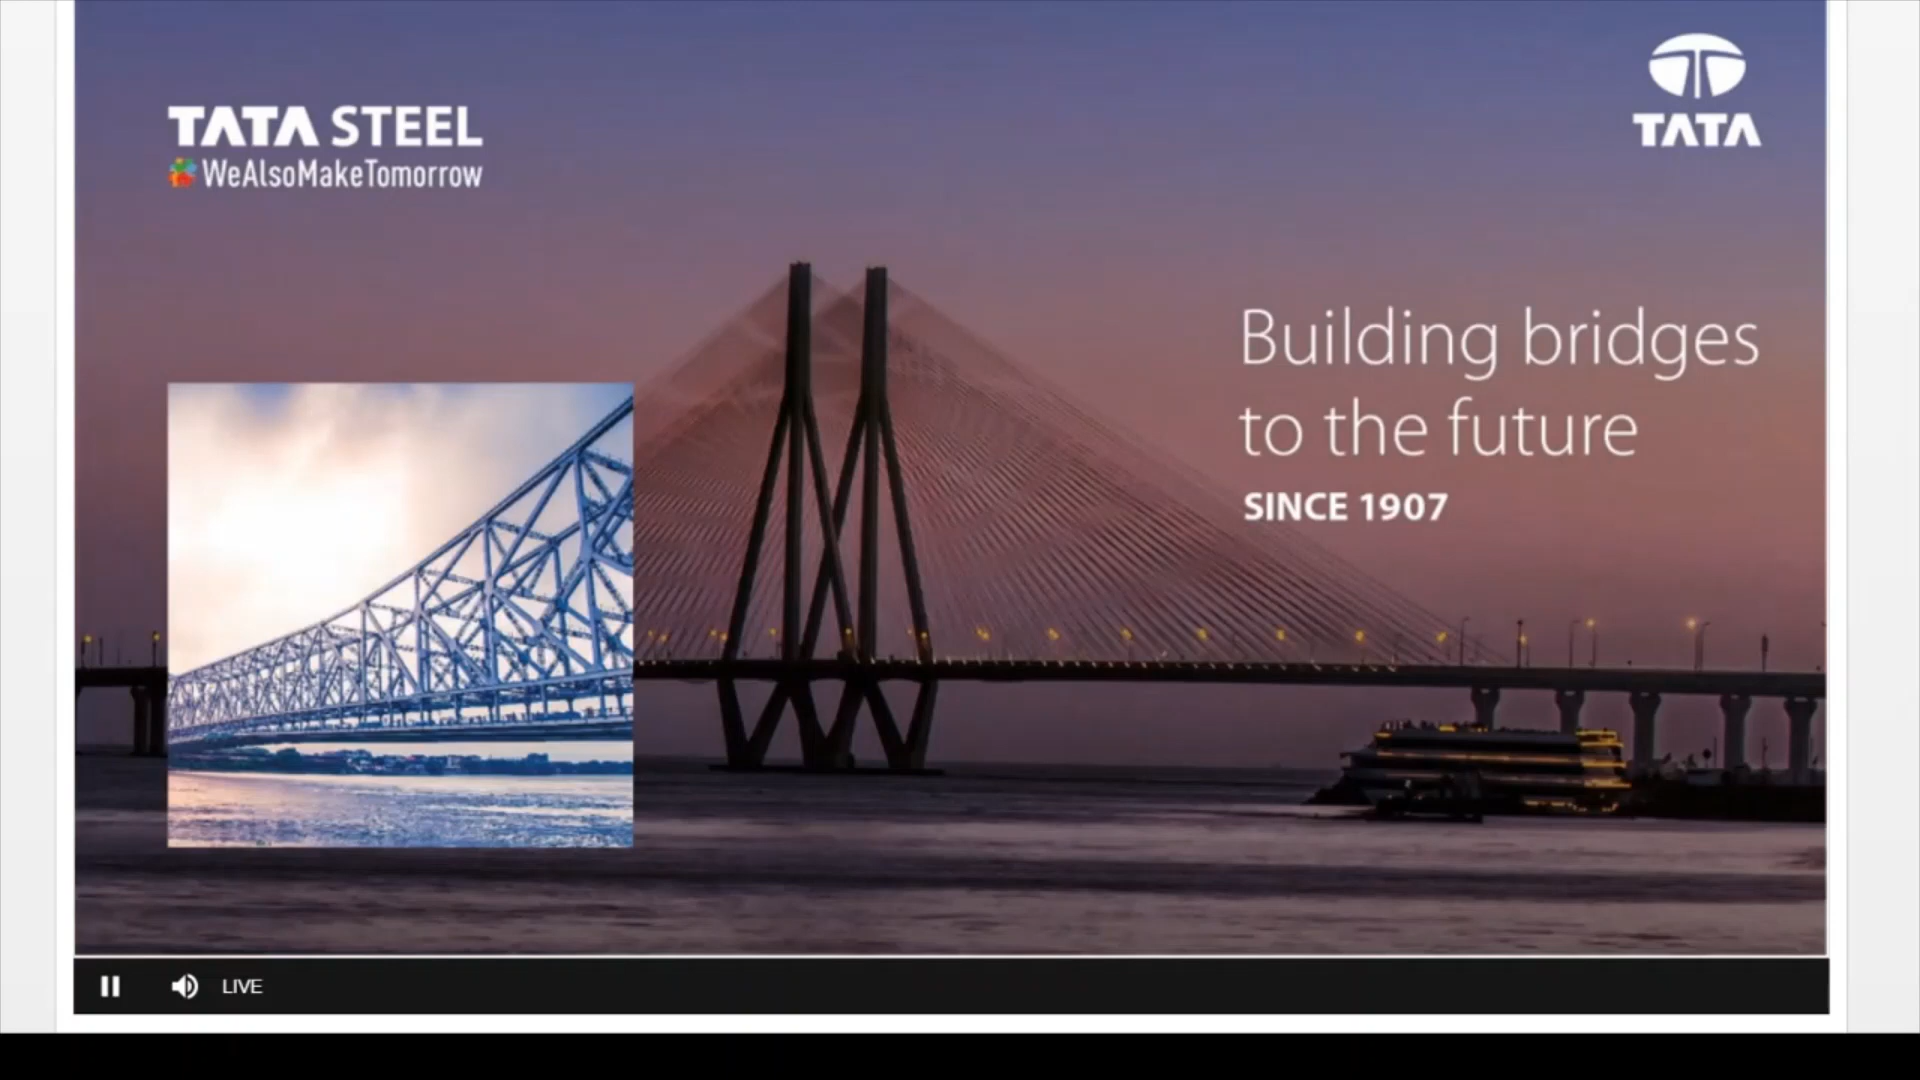 TATA STEEL
#WeAlsoMakeTomorrow
TATA
Building bridges
to the future
SINCE 1907
LIVE